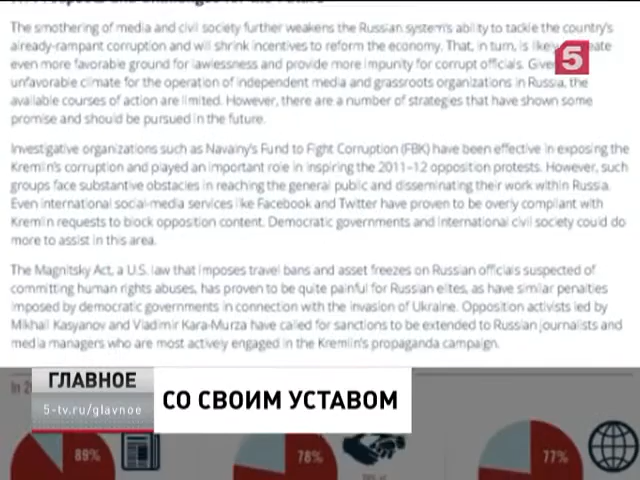 The smothering of media and civil society further weakens the Russian system's ability to tackle the country's
already-rampant corruption and will shrink incentives to reform the economy. That, in turn, is
even more favorable ground for lawlessness and provide more impunity for corrupt officials.
unfavorable climate for the operation of independent media and grassroots organizations in Russia, the
available courses of action are limited. However, there are a number of strategies that have shown some
promise and should be pursued in the future.
Investigative organizations such as Navalny's Fund to Fight Corruption (FBK) have been effective in exposing the
Kremlin's corruption and played an important role in inspiring the 2011–12 opposition protests. However, such
groups face substantive obstacles in reaching the general public and disseminating their work within Russia.
Even international social-media services like Facebook and Twitter have proven to be overly compliant with
Kremlin requests to block opposition content. Democratic governments and international civil society could do
more to assist in this area.
The Magnitsky Act, a U.S. law that imposes travel bans and asset freezes on Russian officials suspected of
committing human rights abuses, has proven to be quite painful for Russian elites, as have similar penalties
imposed by democratic governments in connection with the invasion of Ukraine. Opposition activists led by
Mikhail Kasyanov and Vladimir Kara-Murza have called for sanctions to be extended to Russian journalists and
media managers who are most actively engaged in the Kremlin's propaganda campaign.
5
ГЛАВНОЕ
5-tv.ru/glavnoe
СО СВОИМ УСТАВОМ
89%
78%
77%